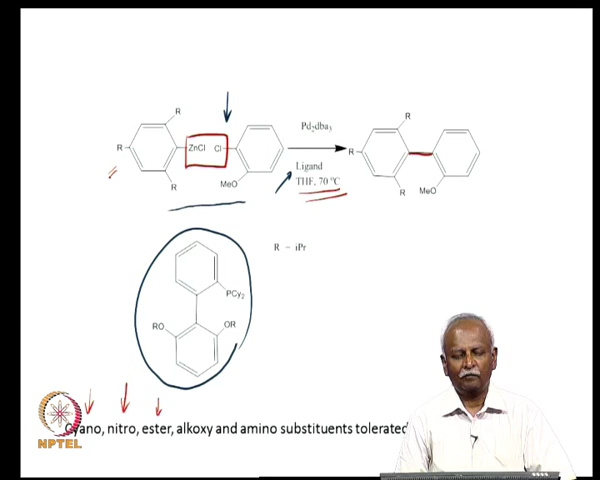 R
R
ZnCl Cl
R
MeO
Pd2dba3
Ligand
THF, 70 ºC
R
R
R
MeO
R - iPr
PCy2
RO
OR
Cyano, nitro, ester, alkoxy and amino substituents tolerated
NPTEL